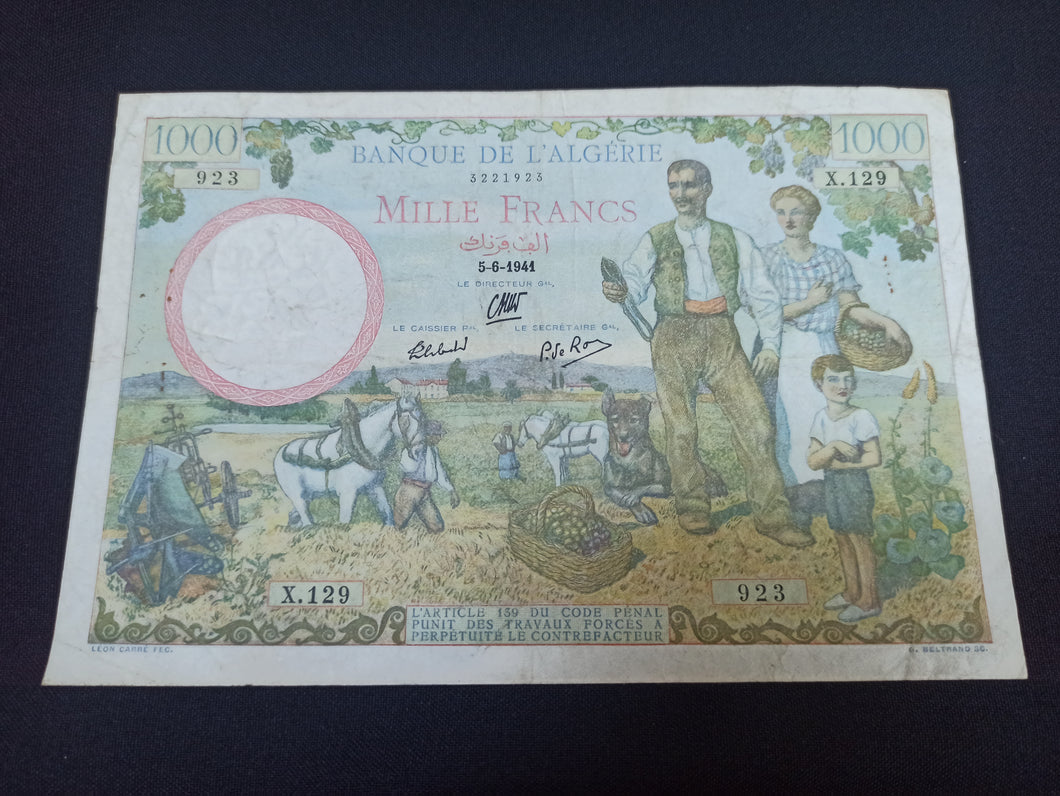 1000
BANQUE DE L'ALGÉRIE
1000
923
3221923
X.129
MILLE FRANCS
الف فرنك
5-6-1941
LE DIRECTEUR GAL,
LE CAISSIER PAL, LE SECRÉTAIRE GAL,
P. de Rou
X.129
923
L'ARTICLE 139 DU CODE PÉNAL
PUNIT DES TRAVAUX FORCÉS A
PERPÉTUITÉ LE CONTREFACTEUR
LÉON CARRÉ FEC.
G. BELTRAND SC.